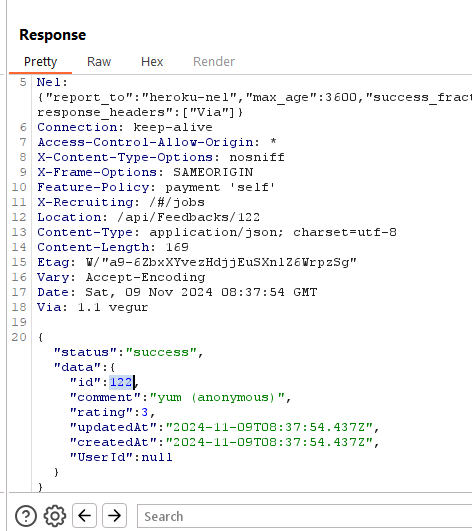 Response
Pretty Raw Hex Render
5 Nel:
{"report_to":"heroku-nel","max_age":3600,"success_fract
response_headers":["Via"]}
6 Connection: keep-alive
7 Access-Control-Allow-Origin: *
8 X-Content-Type-Options: nosniff
9 X-Frame-Options: SAMEORIGIN
10 Feature-Policy: payment 'self'
11 X-Recruiting: /#/jobs
12 Location: /api/Feedbacks/122
13 Content-Type: application/json; charset=utf-8
14 Content-Length: 169
15 Etag: W/"a9-6ZbxXYvezHdjjEuSXnlZ6WrpzSg"
16 Vary: Accept-Encoding
17 Date: Sat, 09 Nov 2024 08:37:54 GMT
18 Via: 1.1 vegur
19
20 {
"status":"success",
"data":{
"id":122,
"comment":"yum (anonymous)",
"rating":3,
"updatedAt":"2024-11-09T08:37:54.437Z",
"createdAt":"2024-11-09T08:37:54.437Z",
"UserId":null
}
}
Search